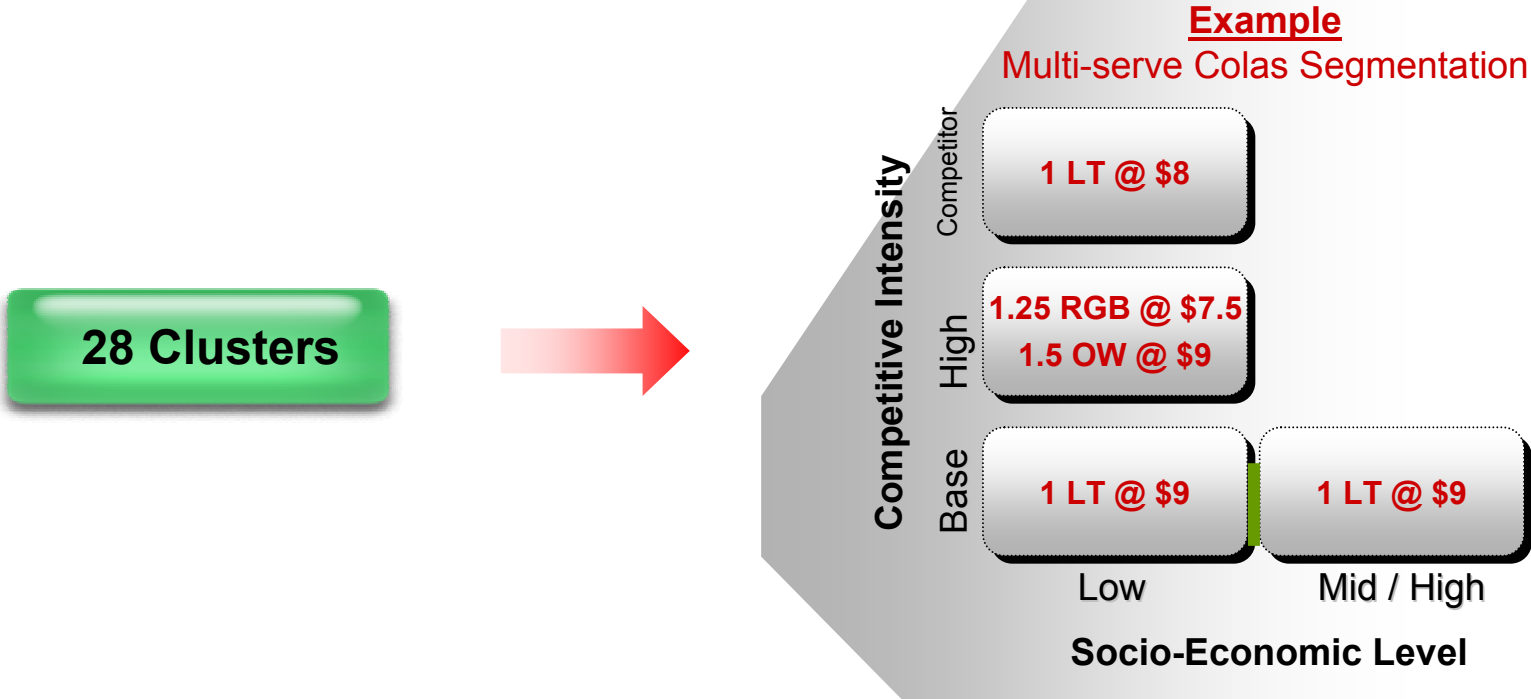 Example
Multi-serve Colas Segmentation
28 Clusters
Competitive Intensity
Competitor
1 LT @ $8
High
1.25 RGB @ $7.5
1.5 OW @ $9
Base
1 LT @ $9
1 LT @ $9
Low
Mid / High
Socio-Economic Level